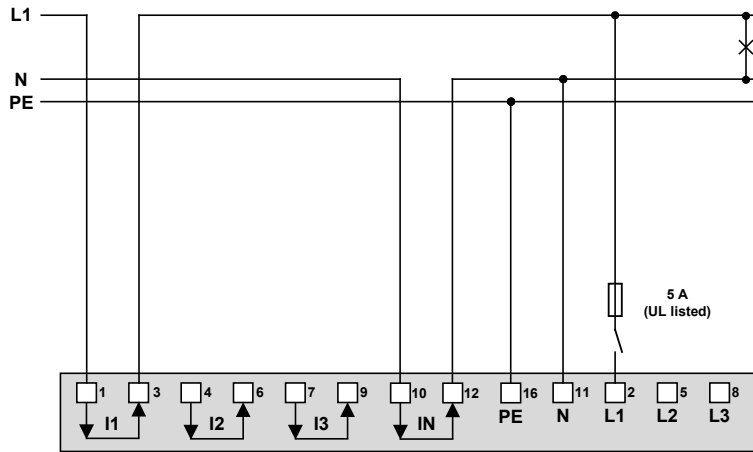 L1
N
PE
5 A
(UL listed)
1 3 4 6 7 9 10 12 16 11 2 5 8
I1 I2 I3 IN PE N L1 L2 L3